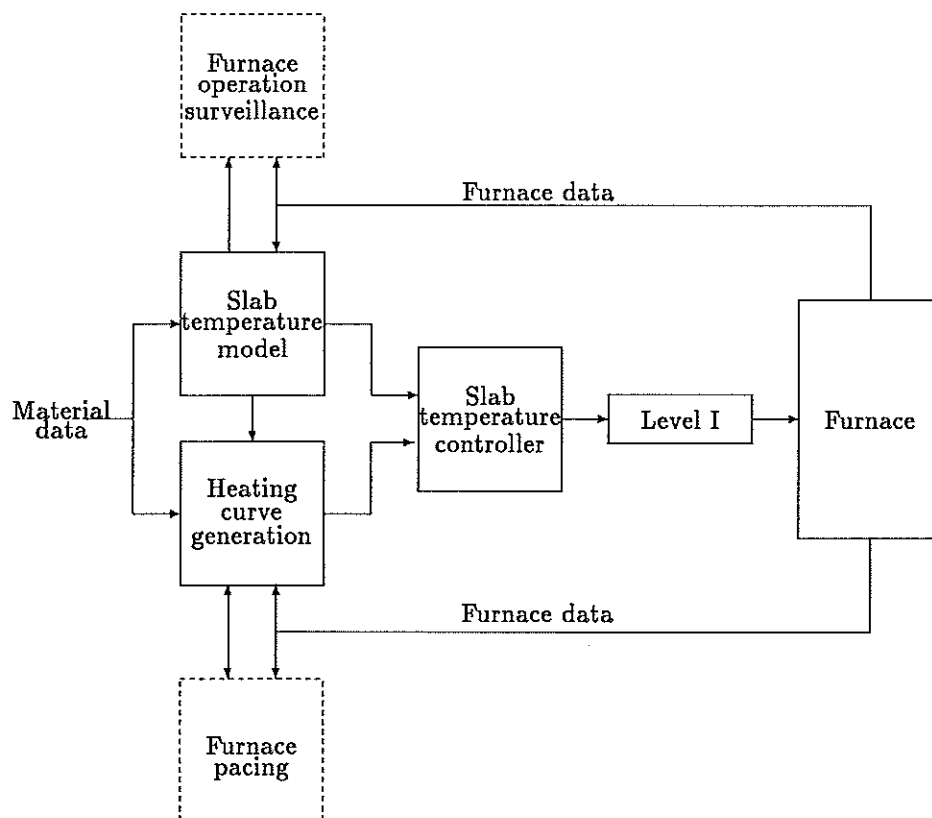 Furnace
operation
surveillance
Furnace data
Slab
temperature
model
Material
data
Slab
temperature
controller
Level I
Furnace
Heating
curve
generation
Furnace data
Furnace
pacing